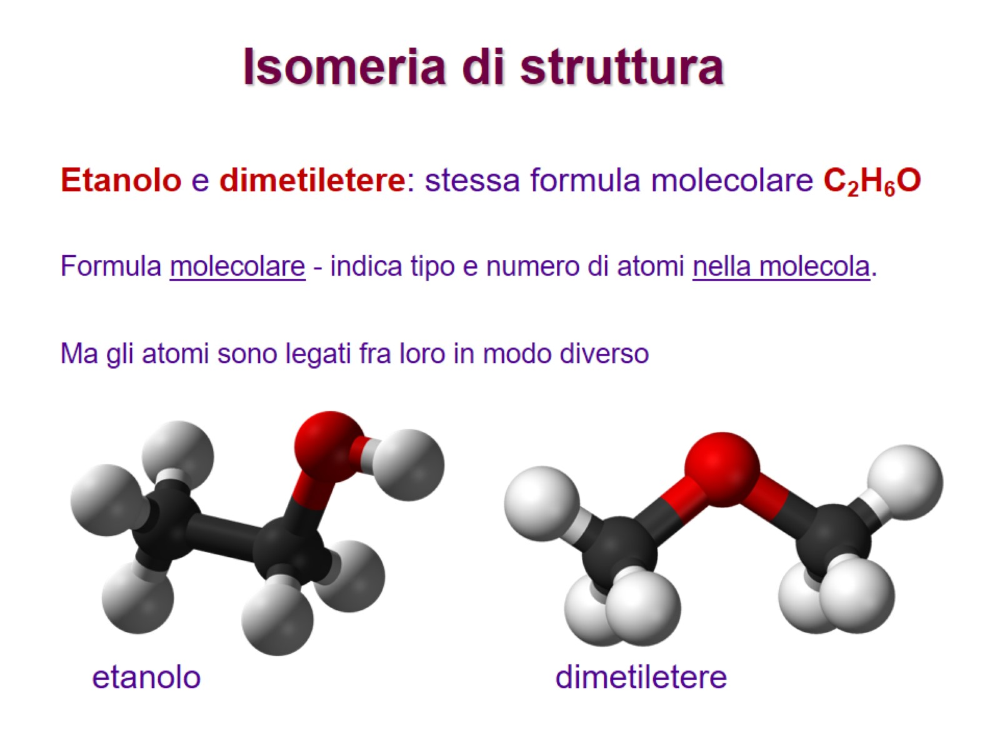 Isomeria di struttura
Etanolo e dimetiletere: stessa formula molecolare C₂H₆O
Formula molecolare - indica tipo e numero di atomi nella molecola.
Ma gli atomi sono legati fra loro in modo diverso
etanolo
dimetiletere